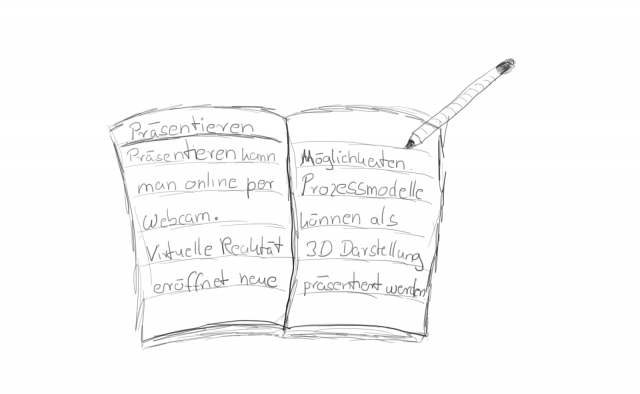 Präsentieren
Präsentieren kann
man online per
Webcam.
Virtuelle Realität
eröffnet neue
Möglichkeiten.
Prozessmodelle
können als
3D Darstellung
präsentiert werden